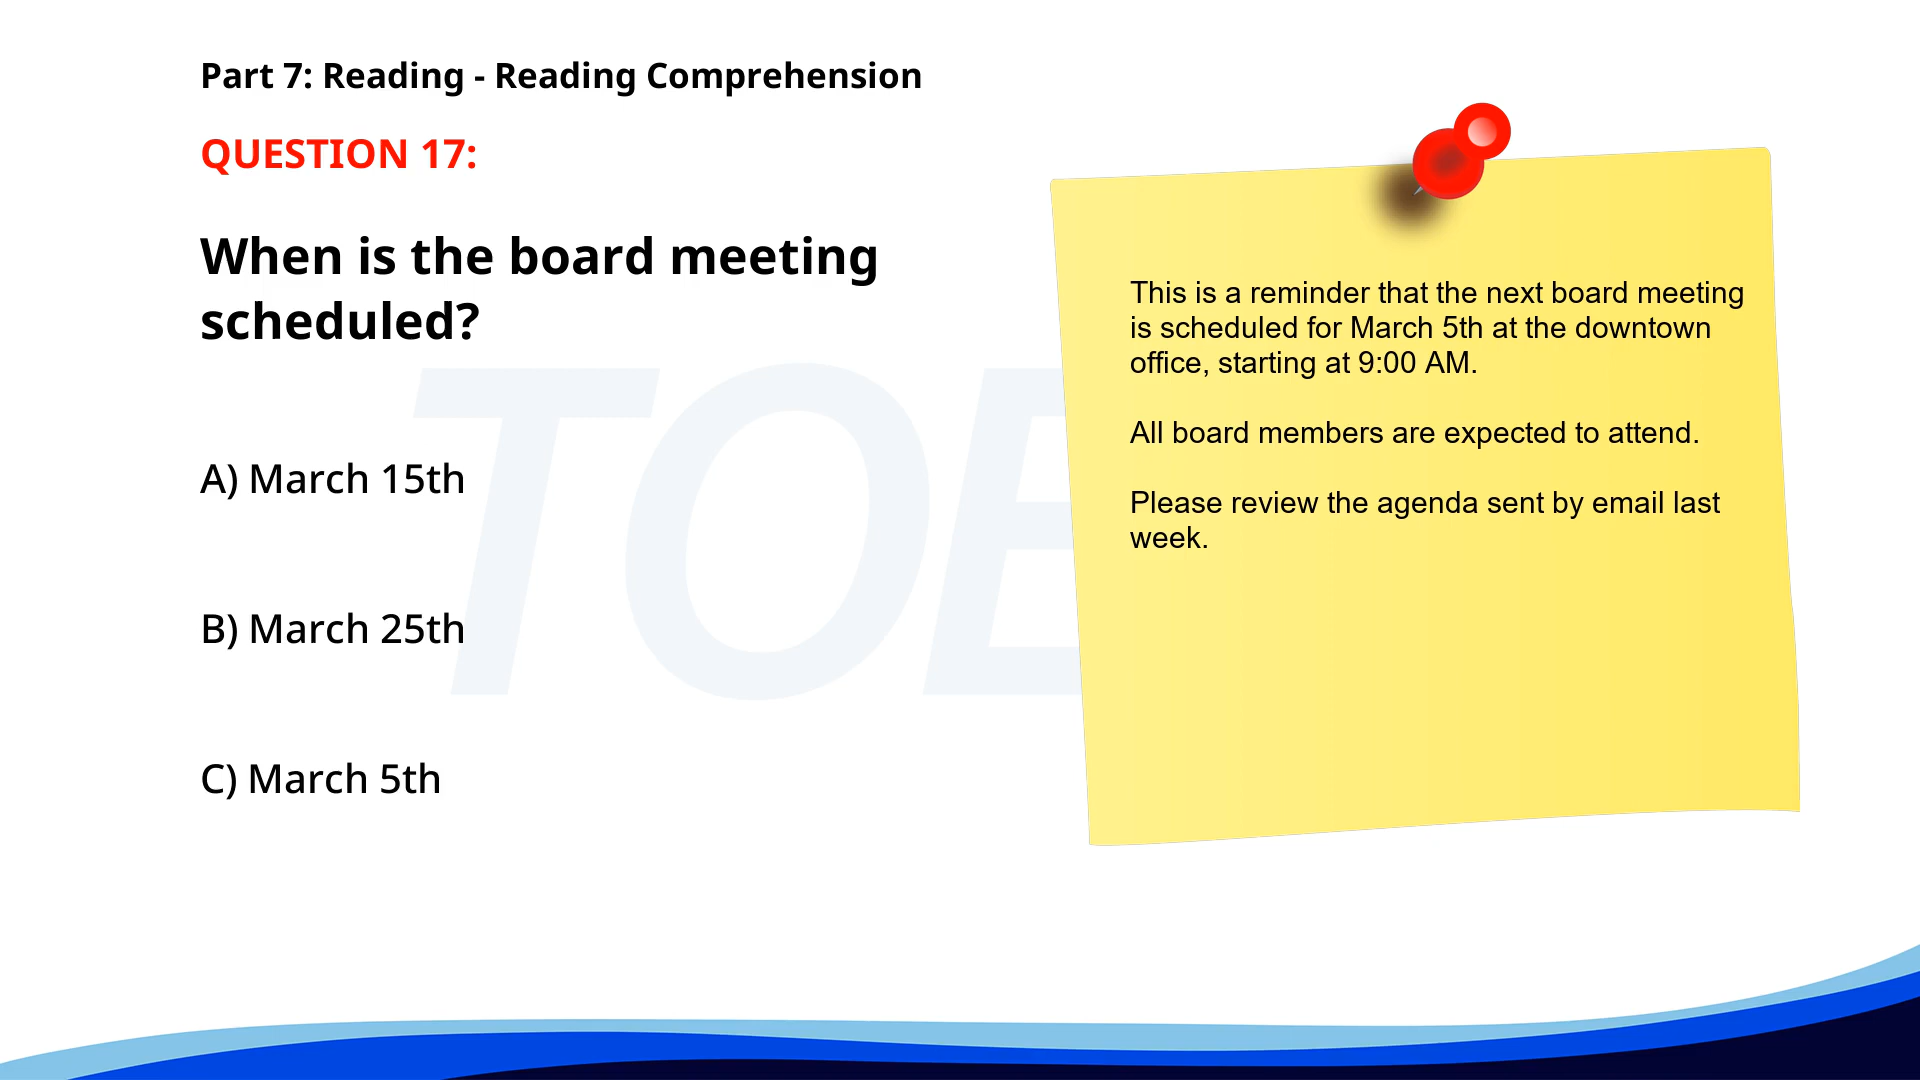 Part 7: Reading - Reading Comprehension
QUESTION 17:
When is the board meeting
scheduled?
A) March 15th
B) March 25th
C) March 5th
This is a reminder that the next board meeting
is scheduled for March 5th at the downtown
office, starting at 9:00 AM.
All board members are expected to attend.
Please review the agenda sent by email last
week.